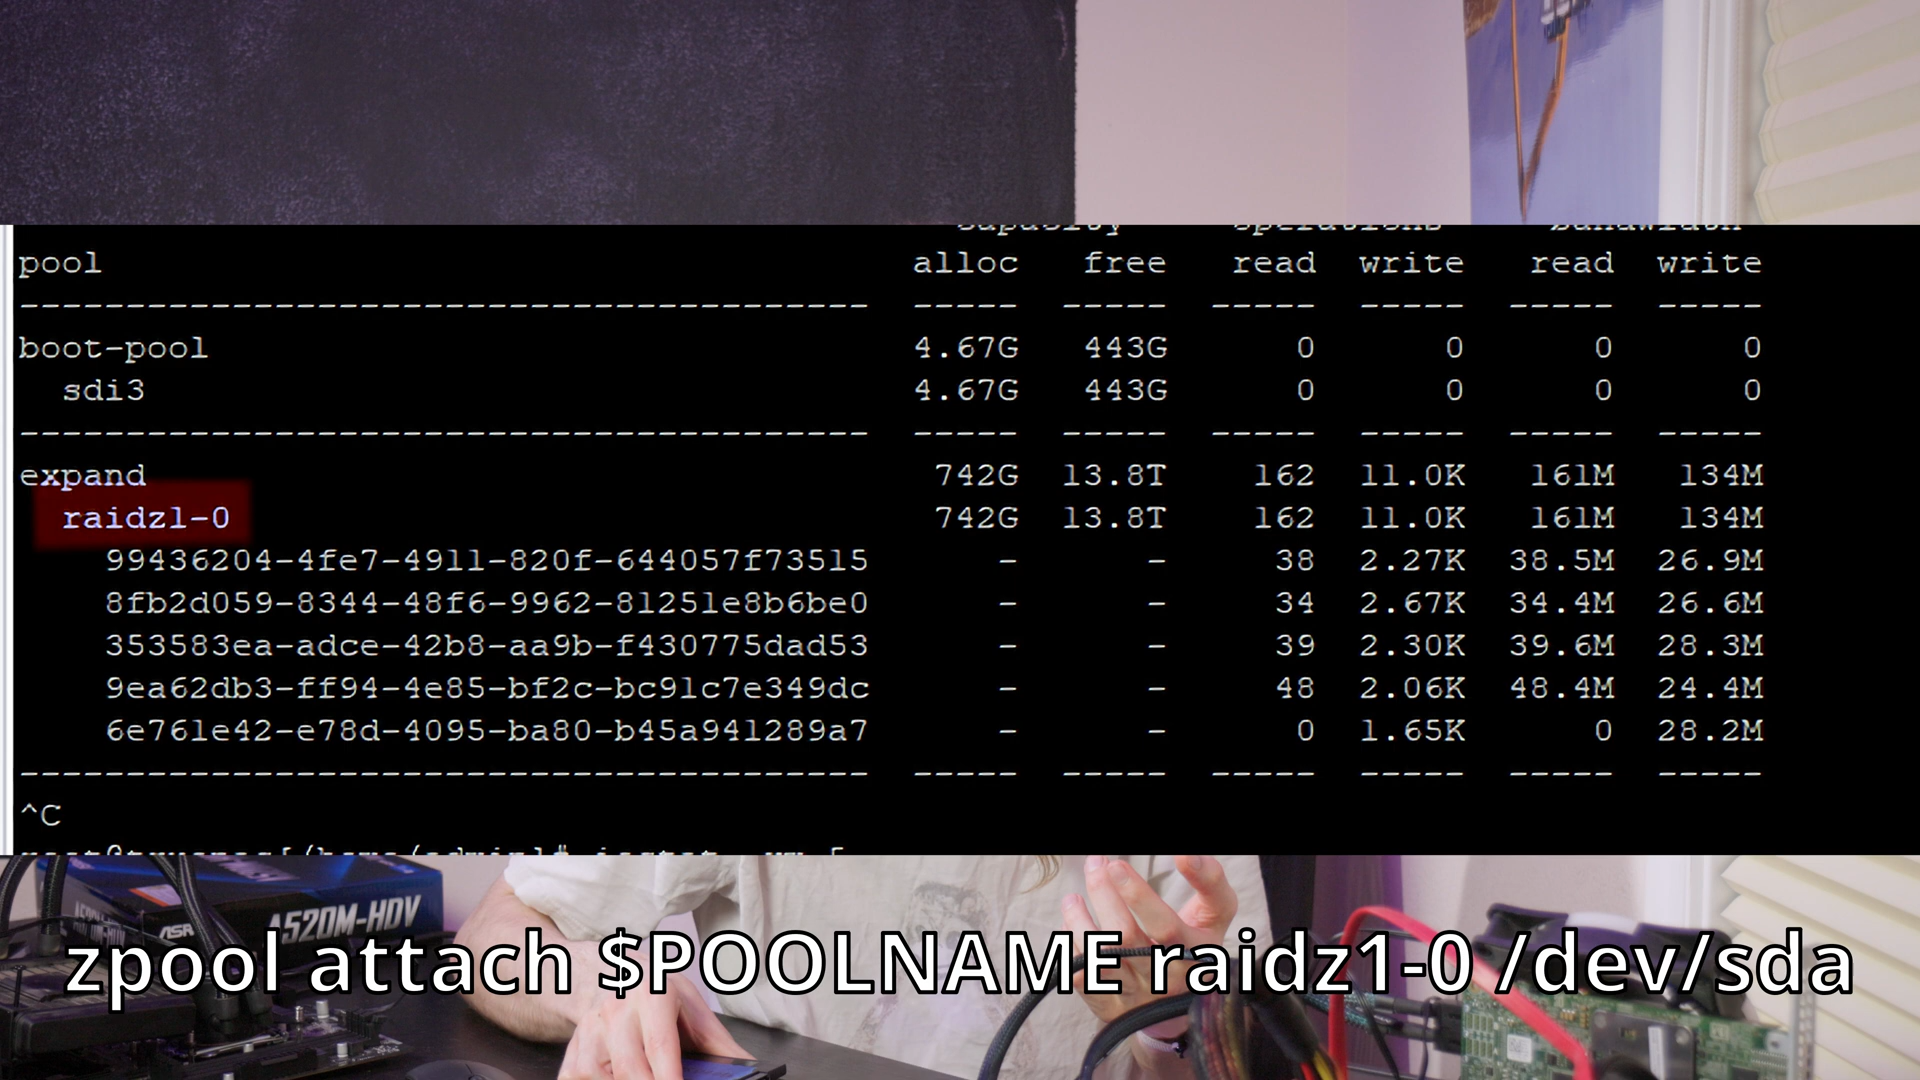 capacity operations bandwidth
pool alloc free read write read write
---------------------------------------- ----- ----- ----- ----- ----- -----
boot-pool 4.67G 443G 0 0 0 0
sdi3 4.67G 443G 0 0 0 0
---------------------------------------- ----- ----- ----- ----- ----- -----
expand 742G 13.8T 162 11.0K 161M 134M
raidz1-0 742G 13.8T 162 11.0K 161M 134M
99436204-4fe7-4911-820f-644057f73515 - - 38 2.27K 38.5M 26.9M
8fb2d059-8344-48f6-9962-81251e8b6be0 - - 34 2.67K 34.4M 26.6M
353583ea-adce-42b8-aa9b-f430775dad53 - - 39 2.30K 39.6M 28.3M
9ea62db3-ff94-4e85-bf2c-bc91c7e349dc - - 48 2.06K 48.4M 24.4M
6e761e42-e78d-4095-ba80-b45a941289a7 - - 0 1.65K 0 28.2M
---------------------------------------- ----- ----- ----- ----- ----- -----
^C
A520M-HDV
zpool attach $POOLNAME raidz1-0 /dev/sda